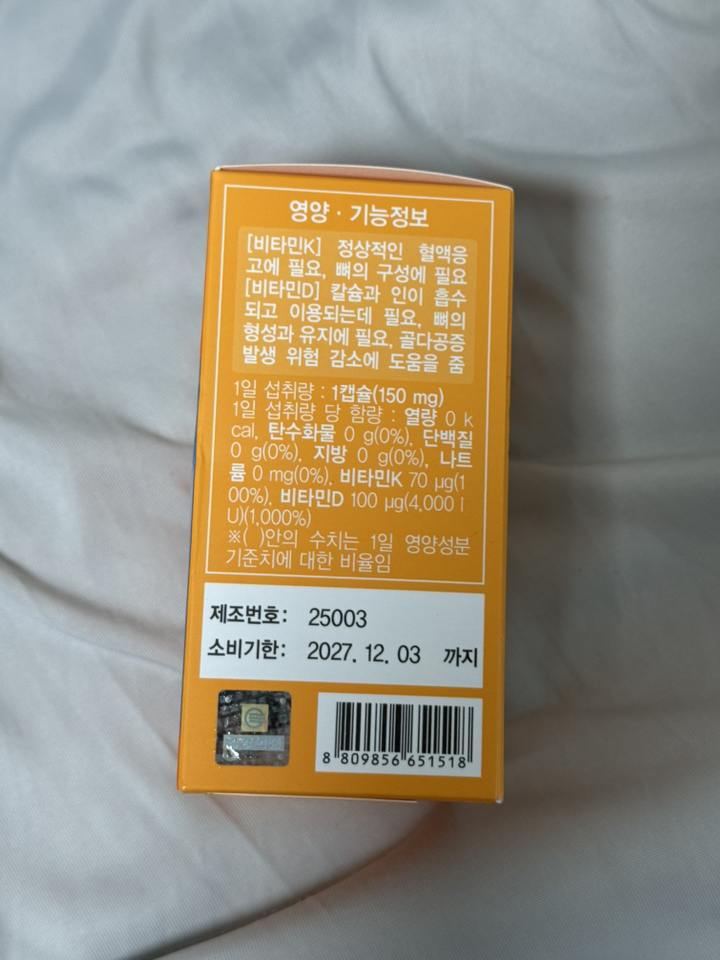 영양 · 기능정보
[비타민K] 정상적인 혈액응
고에 필요, 뼈의 구성에 필요
[비타민D] 칼슘과 인이 흡수
되고 이용되는데 필요, 뼈의
형성과 유지에 필요, 골다공증
발생 위험 감소에 도움을 줌
1일 섭취량 : 1캡슐(150 mg)
1일 섭취량 당 함량 : 열량 0 k
cal, 탄수화물 0 g(0%), 단백질
0 g(0%), 지방 0 g(0%), 나트
륨 0 mg(0%), 비타민K 70 μg(1
00%), 비타민D 100 μg(4,000 I
U)(1,000%)
※( )안의 수치는 1일 영양성분
기준치에 대한 비율임
제조번호: 25003
소비기한: 2027. 12. 03 까지
8 809856 651518